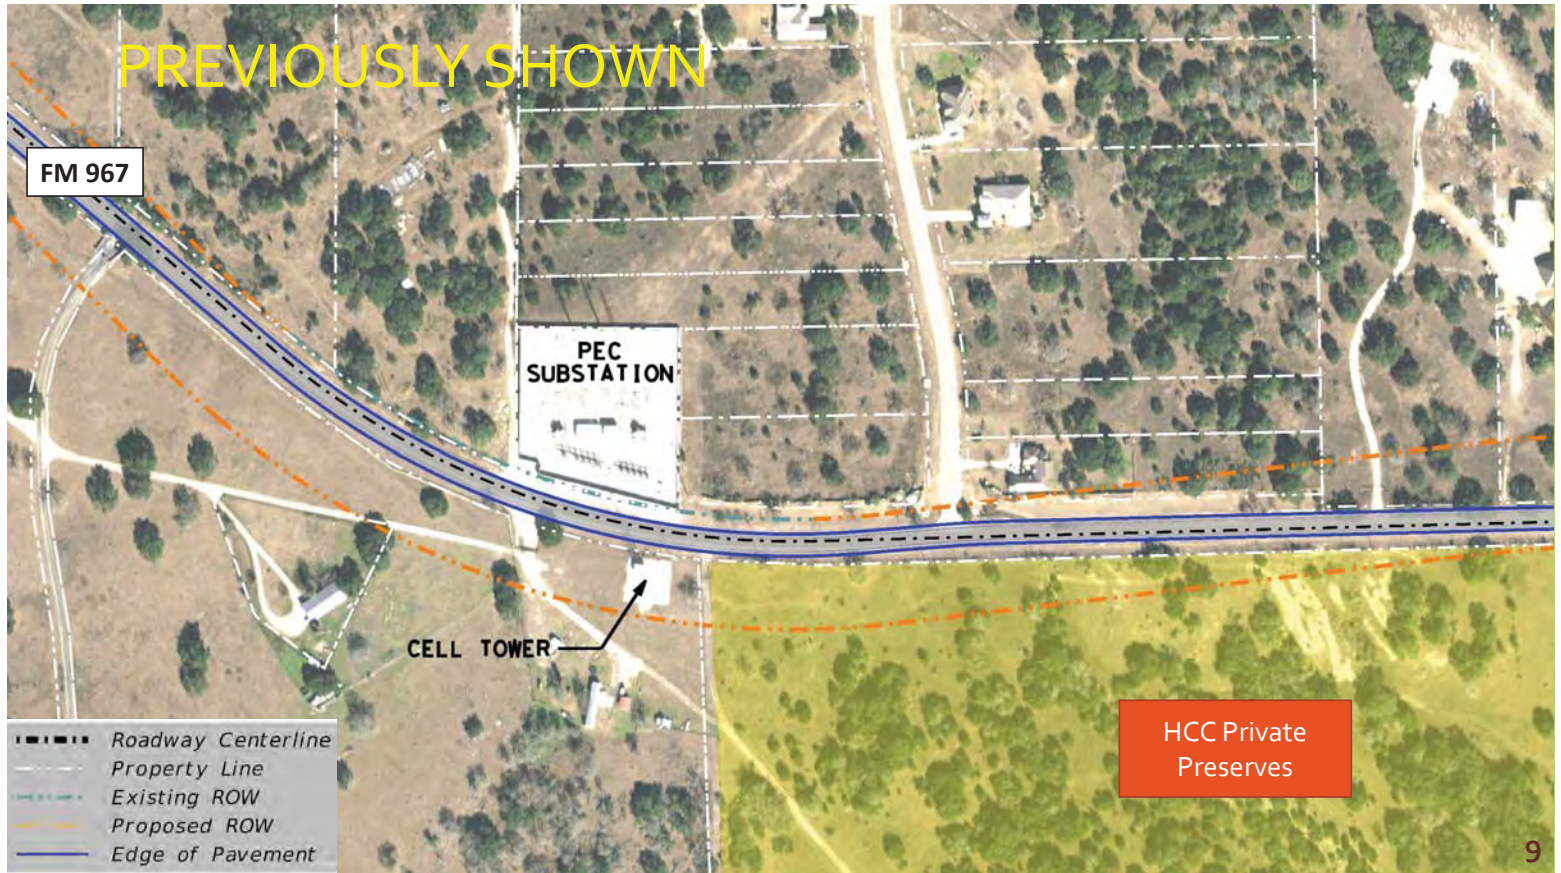 PREVIOUSLY SHOWN
FM 967
PEC
SUBSTATION
CELL TOWER
HCC Private
Preserves
Roadway Centerline
Property Line
Existing ROW
Proposed ROW
Edge of Pavement
9